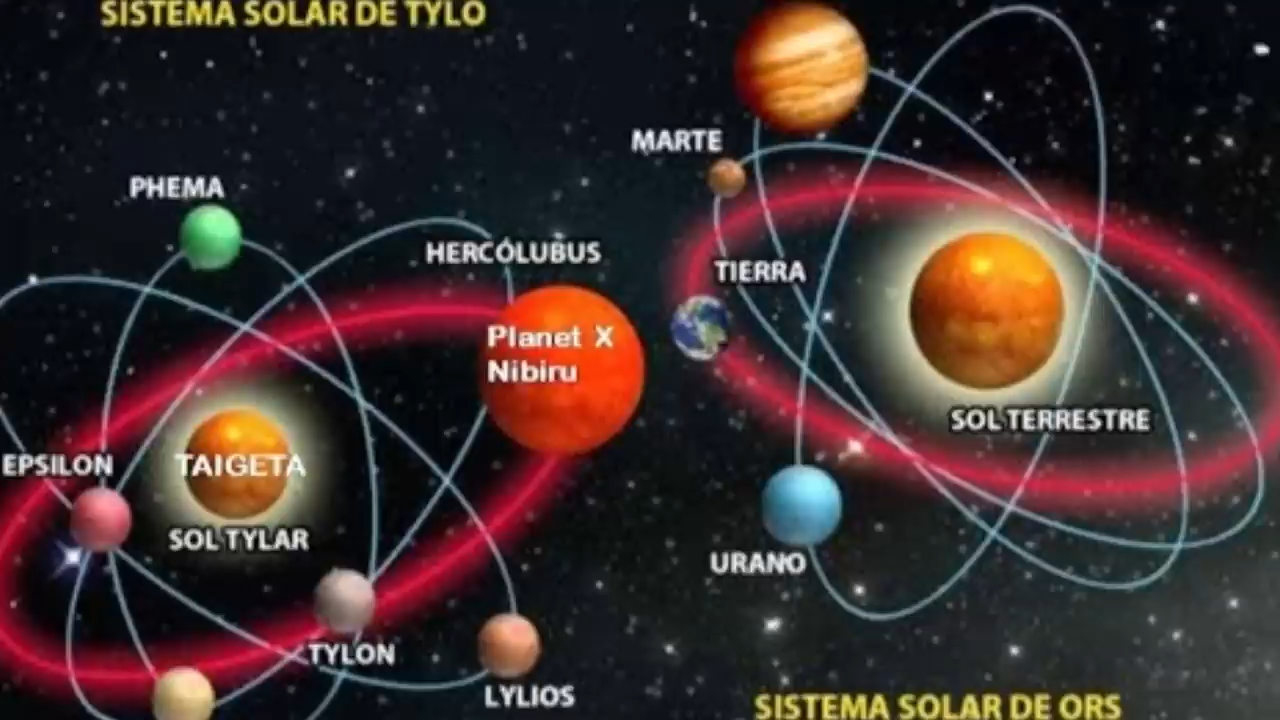 SISTEMA SOLAR DE TYLO
MARTE
PHEMA
HERCÓLUBUS
TIERRA
Planet X
Nibiru
SOL TERRESTRE
EPSILON
TAIGETA
SOL TYLAR
URANO
TYLON
LYLIOS
SISTEMA SOLAR DE ORS